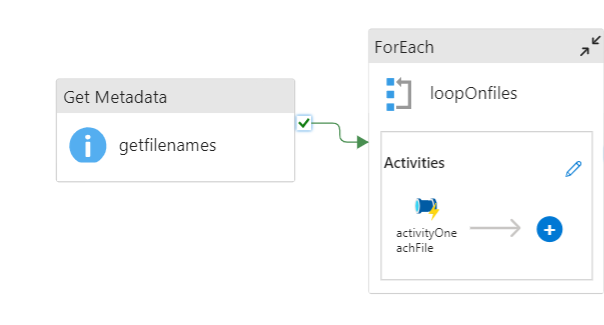 Get Metadata
getfilenames
ForEach
loopOnfiles
Activities
activityOne
achFile